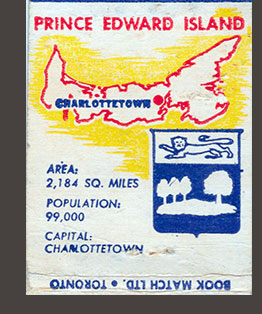 PRINCE EDWARD ISLAND
CHARLOTTETOWN
AREA:
2,184 SQ. MILES
POPULATION:
99,000
CAPITAL:
CHARLOTTETOWN
BOOK MATCH LTD. • TORONTO